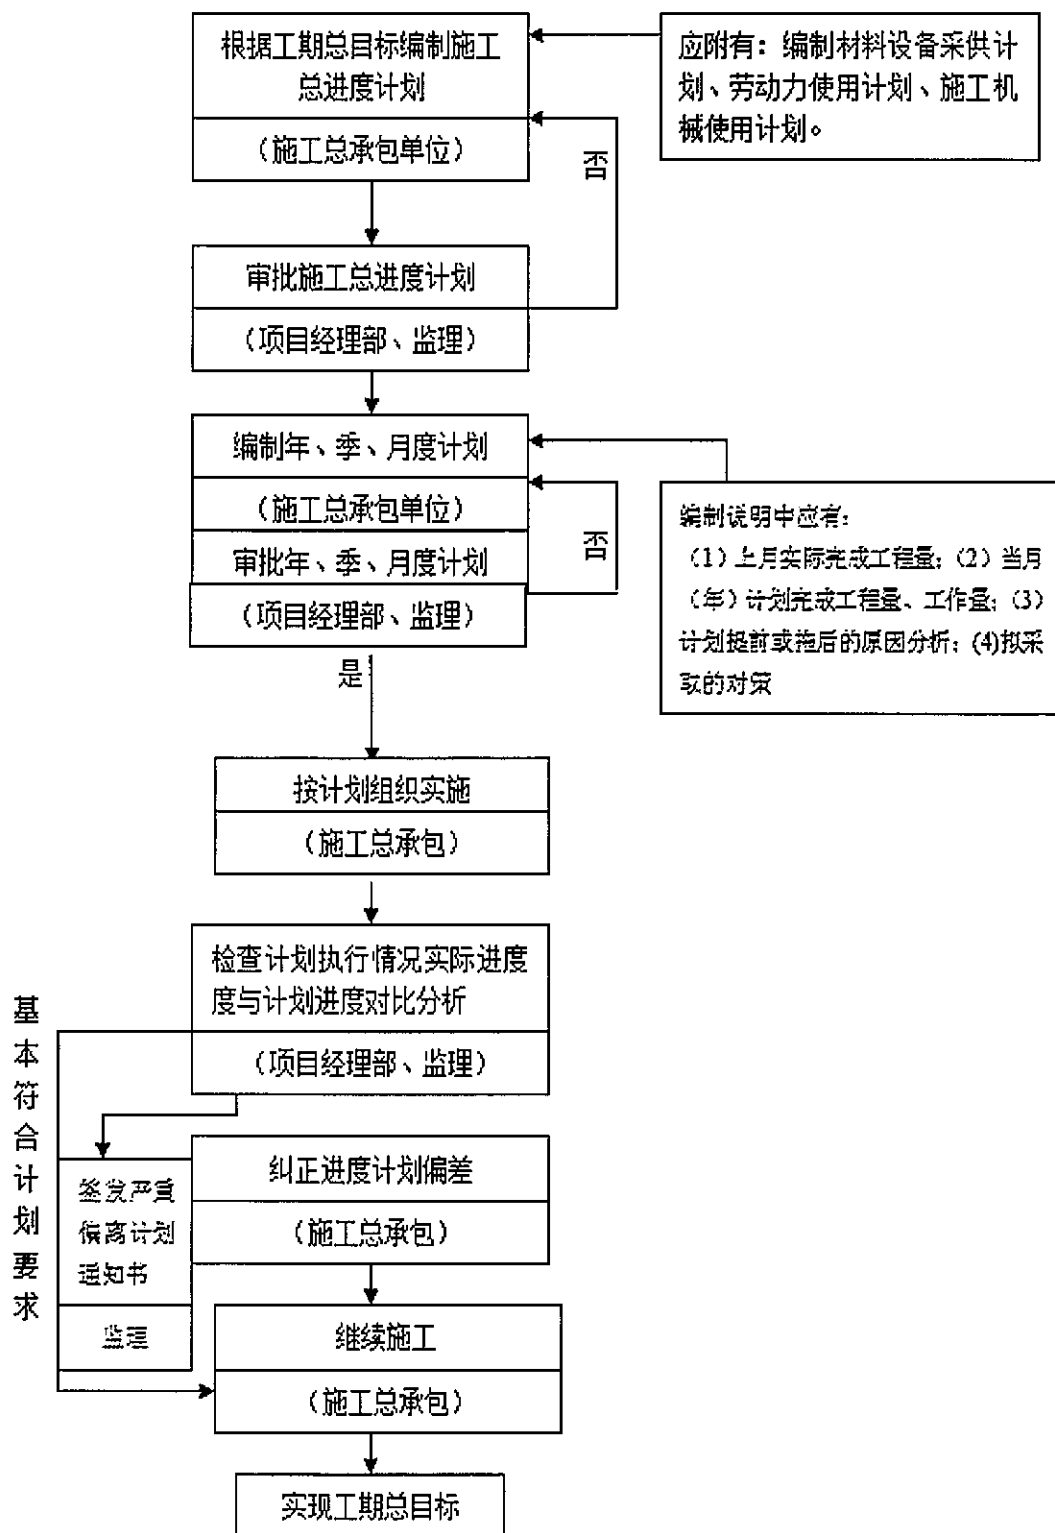 根据工期总目标编制施工
总进度计划
（施工总承包单位）
应附有：编制材料设备采供计
划、劳动力使用计划、施工机
械使用计划。
否
审批施工总进度计划
（项目经理部、监理）
编制年、季、月度计划
（施工总承包单位）
审批年、季、月度计划
（项目经理部、监理）
否
编制说明中应有：
（1）上月实际完成工程量；（2）当月
（年）计划完成工程量、工作量；（3）
计划提前或拖后的原因分析；(4)拟采
取的对策
是
按计划组织实施
（施工总承包）
检查计划执行情况实际进度
度与计划进度对比分析
（项目经理部、监理）
基本符合计划要求
签发严重
偏离计划
通知书
监理
纠正进度计划偏差
（施工总承包）
继续施工
（施工总承包）
实现工期总目标